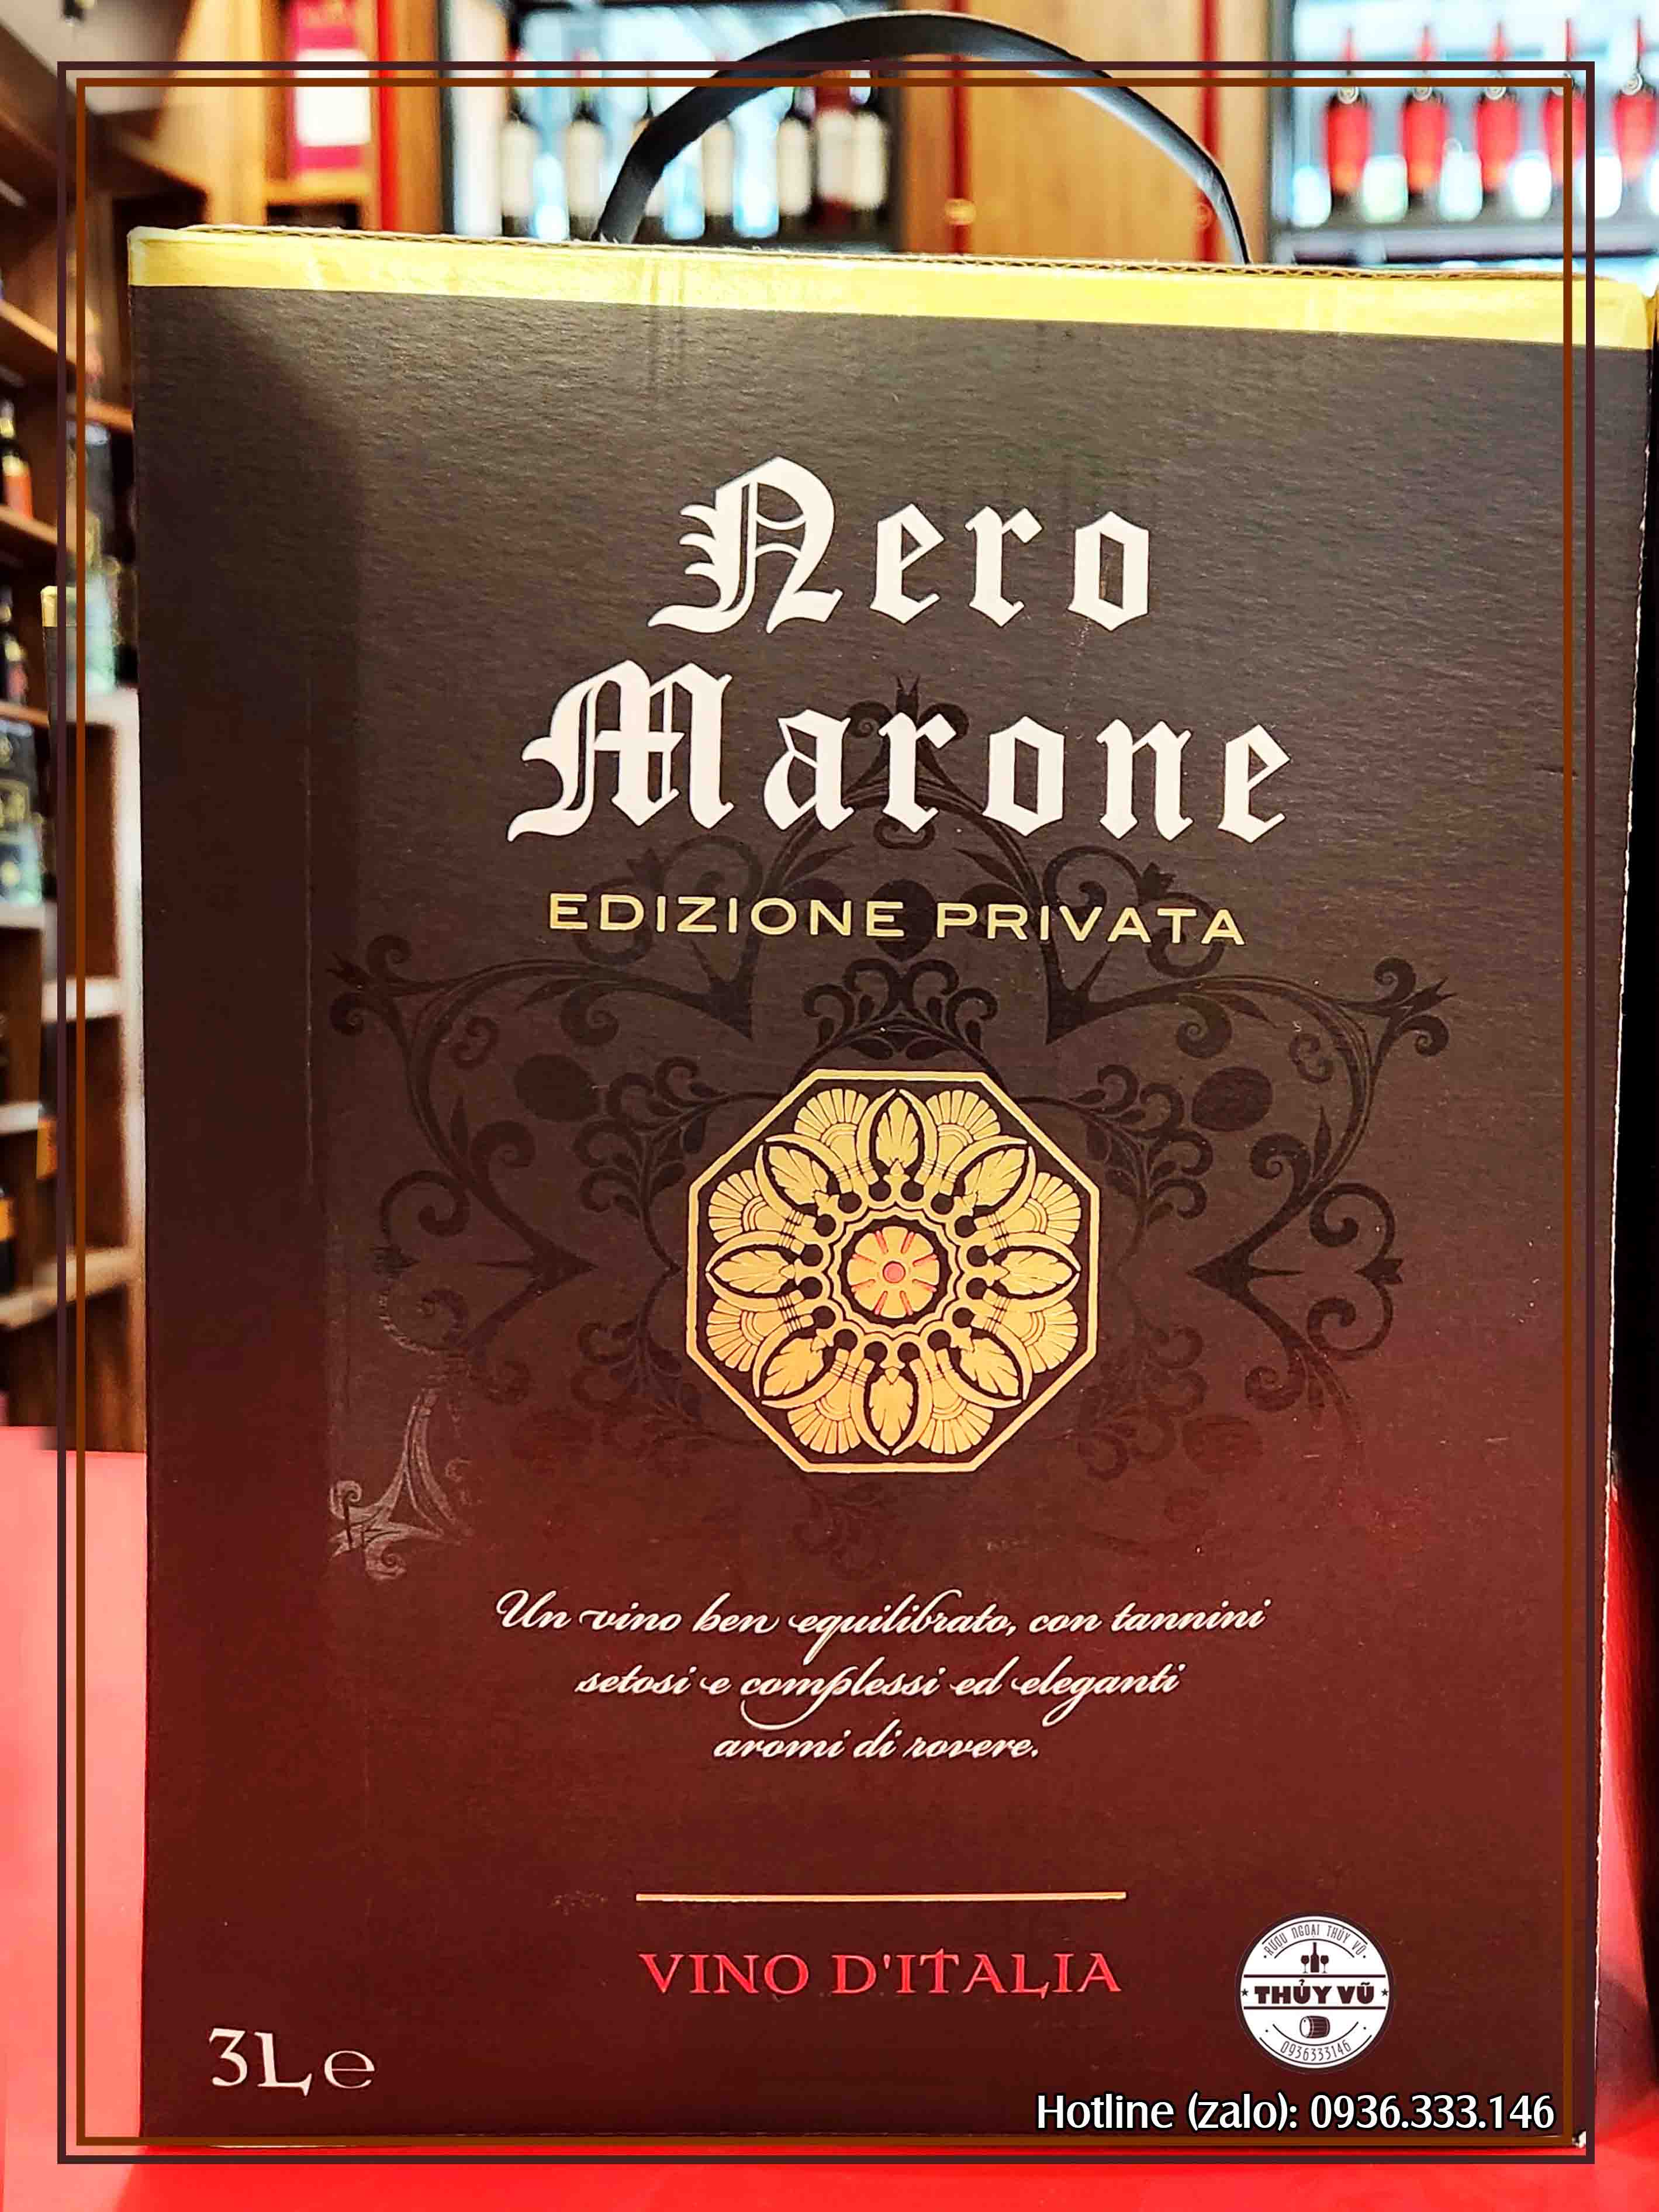 Nero
Marone
EDIZIONE PRIVATA
Un vino ben equilibrato, con tannini
setosi e complessi ed eleganti
aromi di rovere.
VINO D'ITALIA
3L ℮
RƯỢU NGOẠI THỦY VŨ
THỦY VŨ
0936333146
Hotline (zalo): 0936.333.146